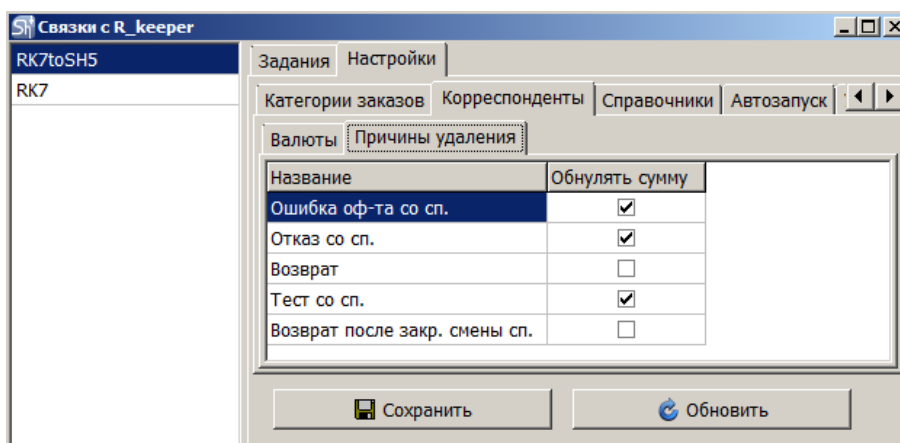 Sh Связки с R_keeper
RK7toSH5
RK7
Задания Настройки
Категории заказов Корреспонденты Справочники Автозапуск
Валюты Причины удаления
Название Обнулять сумму
Ошибка оф-та со сп.
Отказ со сп.
Возврат
Тест со сп.
Возврат после закр. смены сп.
Сохранить Обновить